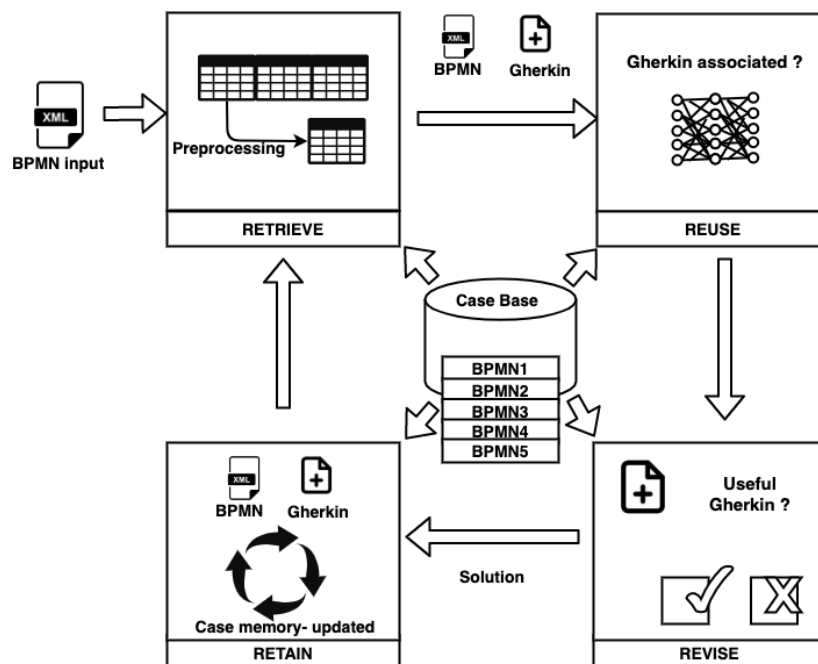 XML
BPMN input
Preprocessing
RETRIEVE
XML
BPMN
Gherkin
Gherkin associated ?
REUSE
Case Base
BPMN1
BPMN2
BPMN3
BPMN4
BPMN5
XML
BPMN
Gherkin
Case memory- updated
RETAIN
Solution
Useful
Gherkin ?
REVISE